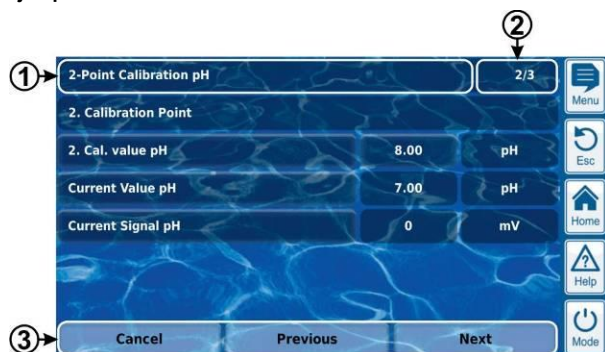 ②
① 2-Point Calibration pH 2/3
Menu
2. Calibration Point
2. Cal. value pH 8.00 pH
Esc
Current Value pH 7.00 pH
Home
Current Signal pH 0 mV
?
Help
③ Cancel Previous Next
Mode